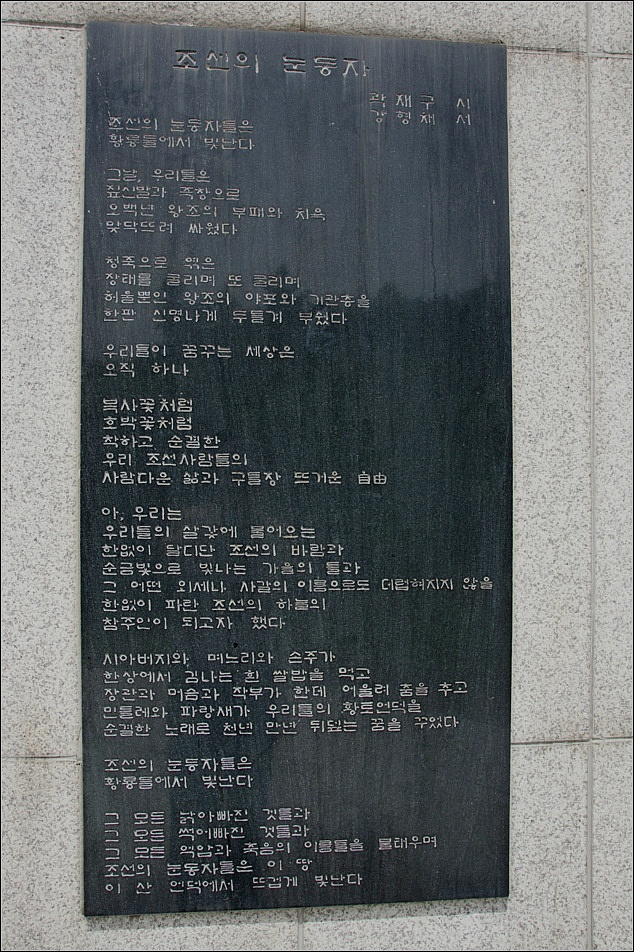 조선의 눈동자
곽재구 시
강형채 서
조선의 눈동자들은
황룡들에서 빛난다
그날, 우리들은
짚신발과 죽창으로
오백년 왕조의 부패와 치욕
맞닥뜨려 싸웠다
청죽으로 엮은
장태를 굴리며 또 굴리며
허울뿐인 왕조의 야포와 기관총을
한판 신명나게 두들겨 부쉈다
우리들이 꿈꾸는 세상은
오직 하나
복사꽃처럼
호박꽃처럼
착하고 순결한
우리 조선사람들의
사람다운 삶과 구들장 뜨거운 自由
아, 우리는
우리들의 살갗에 불어오는
한없이 달디단 조선의 바람과
순금빛으로 빛나는 가을의 들과
그 어떤 외세나 사갈의 이름으로도 더럽혀지지 않을
한없이 파란 조선의 하늘의
참주인이 되고자 했다
시아버지와 며느리와 손주가
한상에서 김나는 흰 쌀밥을 먹고
장관과 머슴과 작부가 한데 어울려 춤을 추고
민들레와 파랑새가 우리들의 황토언덕을
순결한 노래로 천년 만년 뒤덮는 꿈을 꾸었다
조선의 눈동자들은
황룡들에서 빛난다
그 모든 낡아빠진 것들과
그 모든 썩어빠진 것들과
그 모든 억압과 죽음의 이름들을 불태우며
조선의 눈동자들은 이 땅
이 산 언덕에서 뜨겁게 빛난다